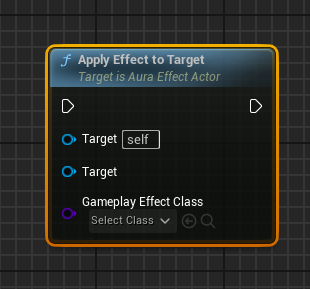 f Apply Effect to Target
Target is Aura Effect Actor
Target self
Target
Gameplay Effect Class
Select Class